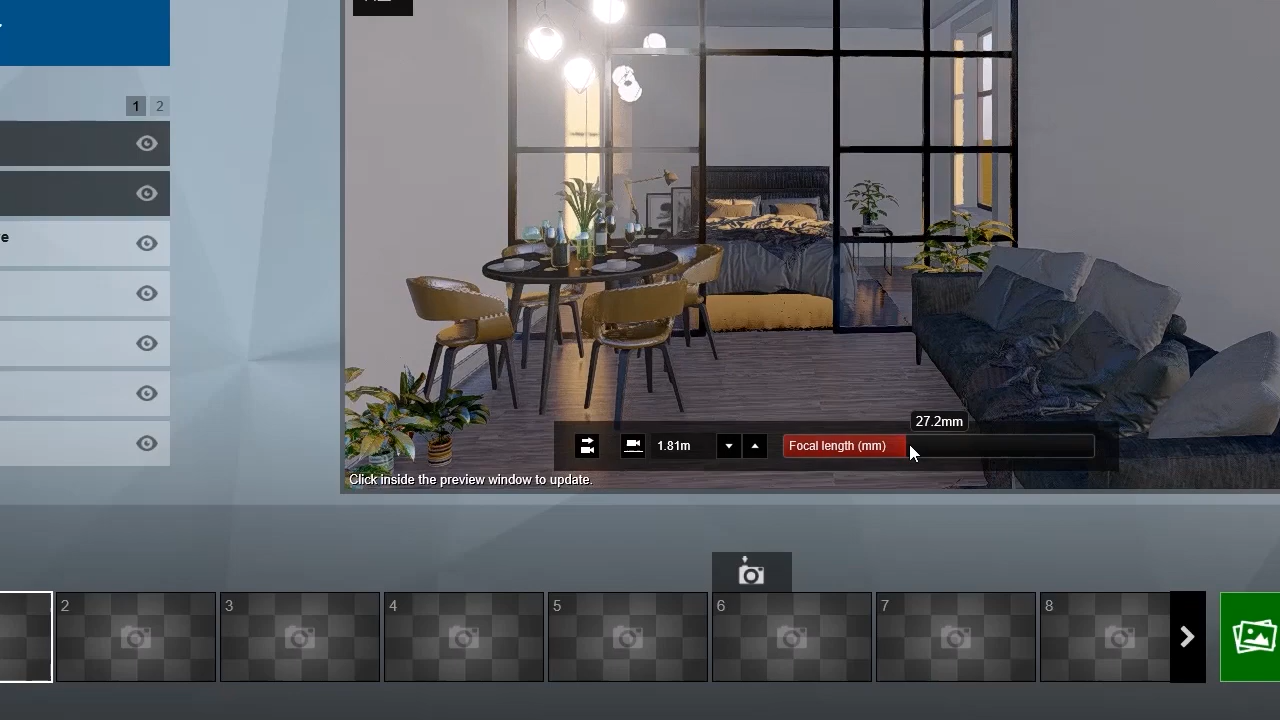 1 2
e
27.2mm
1.81m
Focal length (mm)
Click inside the preview window to update.
2
3
4
5
6
7
8